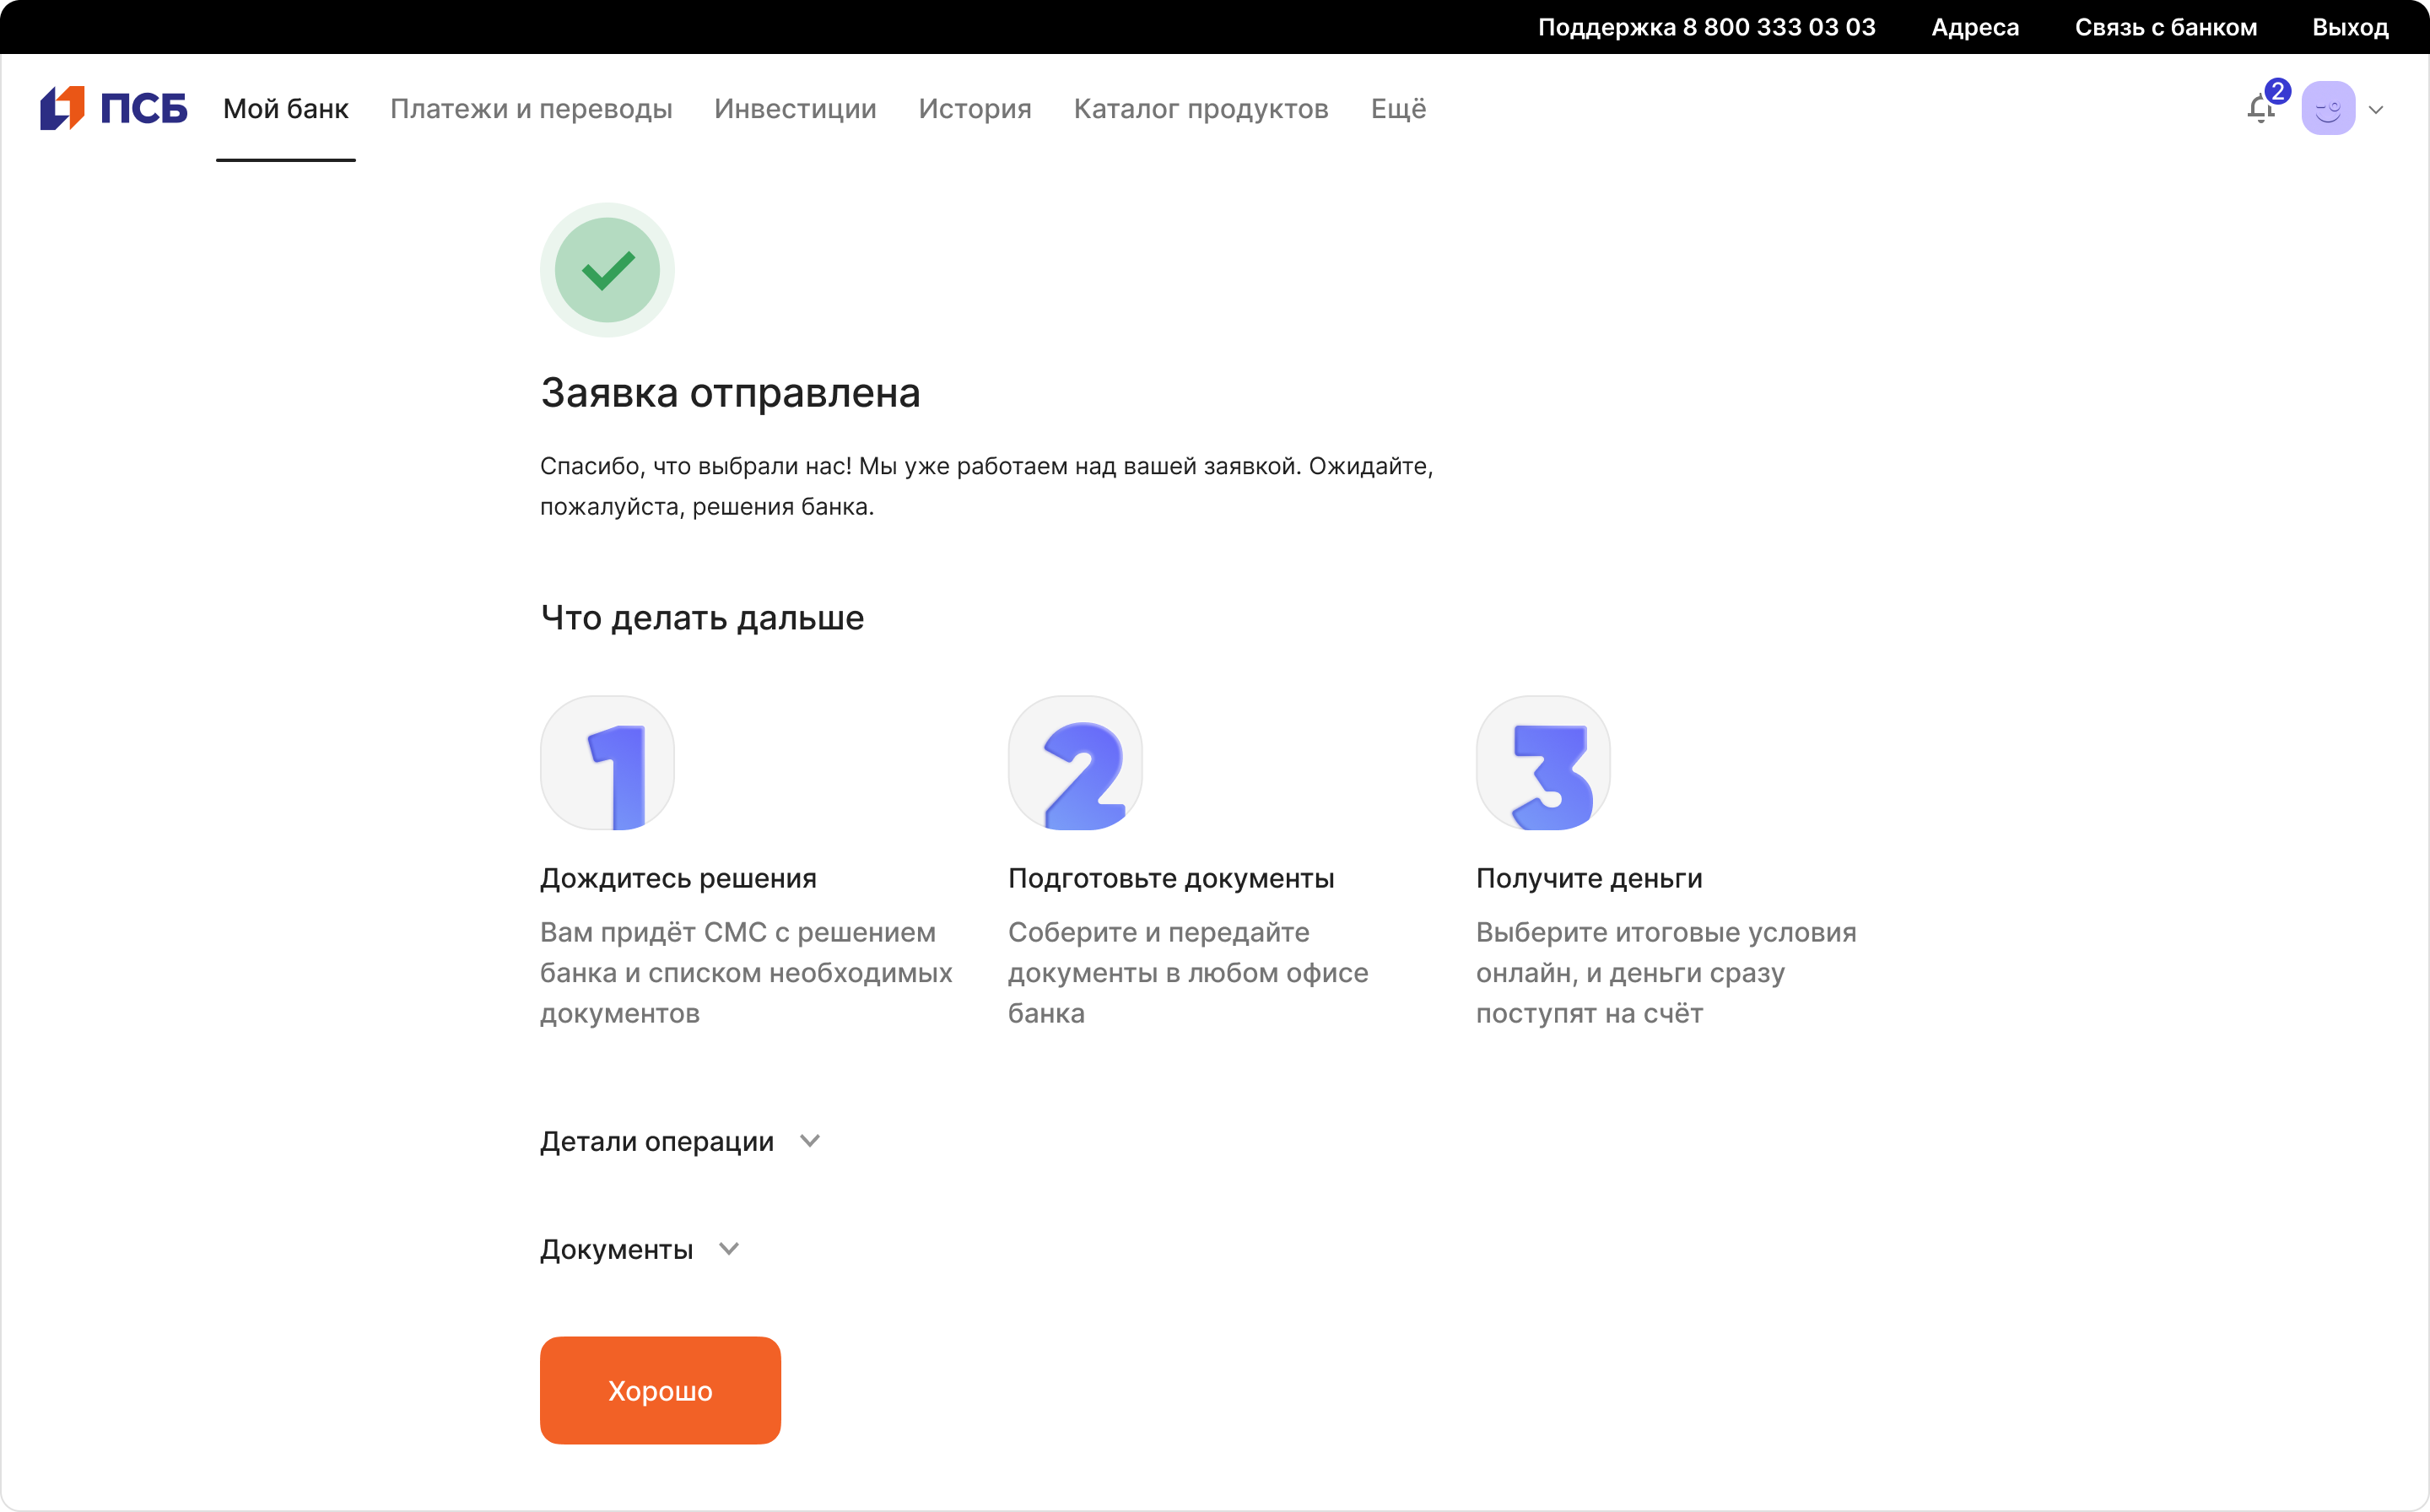 Поддержка 8 800 333 03 03 Адреса Связь с банком Выход
ПСБ Мой банк Платежи и переводы Инвестиции История Каталог продуктов Ещё 2
Заявка отправлена
Спасибо, что выбрали нас! Мы уже работаем над вашей заявкой. Ожидайте,
пожалуйста, решения банка.
Что делать дальше
1
Дождитесь решения
Вам придёт СМС с решением
банка и списком необходимых
документов
2
Подготовьте документы
Соберите и передайте
документы в любом офисе
банка
3
Получите деньги
Выберите итоговые условия
онлайн, и деньги сразу
поступят на счёт
Детали операции
Документы
Хорошо